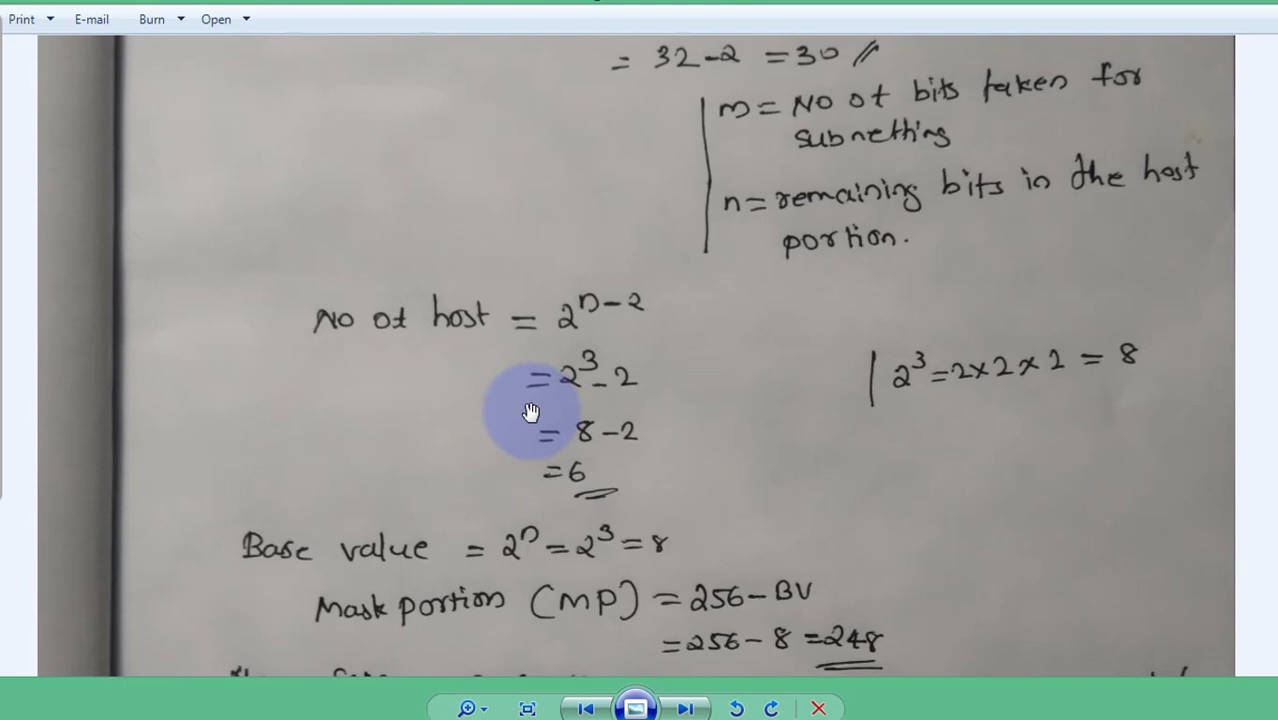 Print E-mail Burn Open
= 32-2 = 30 //
m = No of bits taken for
subnetting
n = remaining bits in the host
portion.
No of host = 2ⁿ⁻²
= 2³-2
| 2³ = 2×2×2 = 8
= 8-2
= 6
Base value = 2ⁿ = 2³ = 8
Mask portion (MP) = 256-BV
= 256-8 = 248